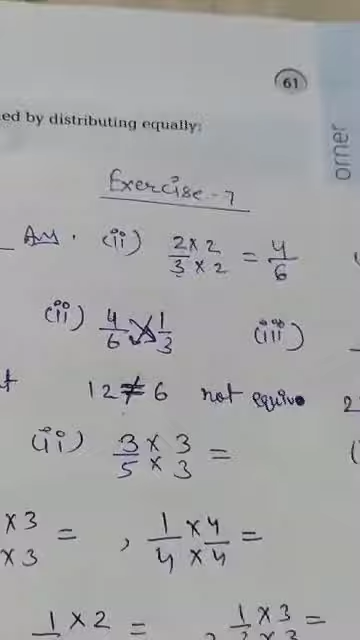 61
ed by distributing equally:
orner
Exercise-7
Ans. (ii) 2×2/3×2 = 4/6
(ii) 4/6 × 1/3 (iii)
12 ≠ 6 not equive
(ii) 3×3/5×3 =
×3/×3 = , 1×4/4×4 =
1×2 = 1×3 =